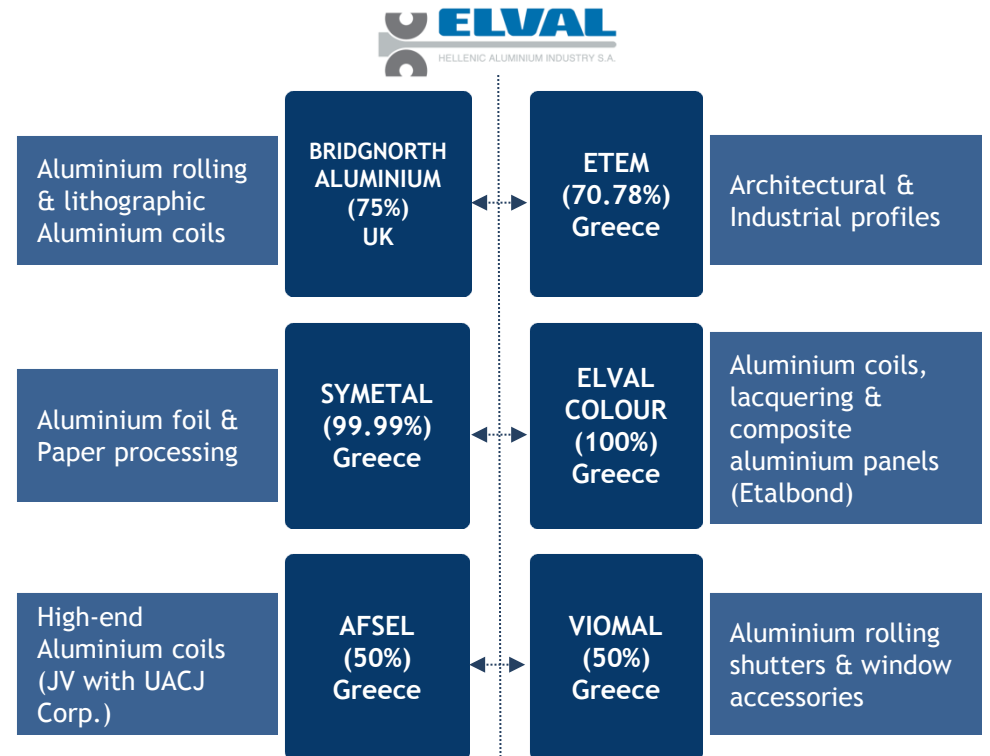 ELVAL
HELLENIC ALUMINIUM INDUSTRY S.A.
Aluminium rolling
& lithographic
Aluminium coils
BRIDGNORTH
ALUMINIUM
(75%)
UK
ETEM
(70.78%)
Greece
Architectural &
Industrial profiles
Aluminium foil &
Paper processing
SYMETAL
(99.99%)
Greece
ELVAL
COLOUR
(100%)
Greece
Aluminium coils,
lacquering &
composite
aluminium panels
(Etalbond)
High-end
Aluminium coils
(JV with UACJ
Corp.)
AFSEL
(50%)
Greece
VIOMAL
(50%)
Greece
Aluminium rolling
shutters & window
accessories